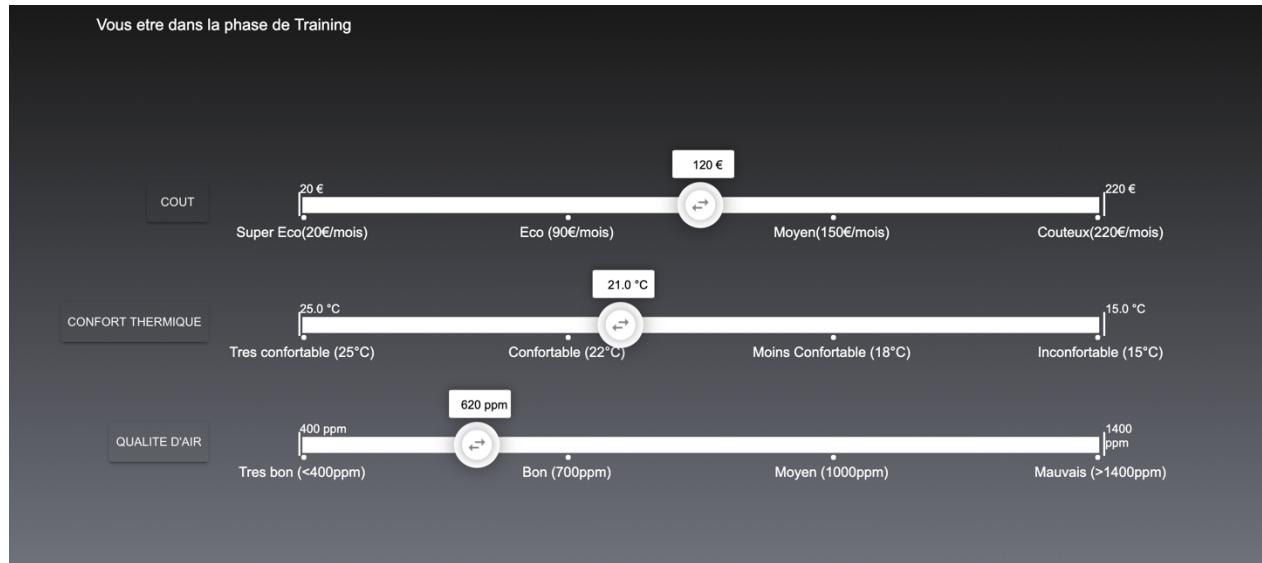 Vous etre dans la phase de Training
120 €
COUT
20 €
220 €
Super Eco(20€/mois)
Eco (90€/mois)
Moyen(150€/mois)
Couteux(220€/mois)
21.0 °C
CONFORT THERMIQUE
25.0 °C
15.0 °C
Tres confortable (25°C)
Confortable (22°C)
Moins Confortable (18°C)
Inconfortable (15°C)
620 ppm
QUALITE D'AIR
400 ppm
1400
ppm
Tres bon (<400ppm)
Bon (700ppm)
Moyen (1000ppm)
Mauvais (>1400ppm)